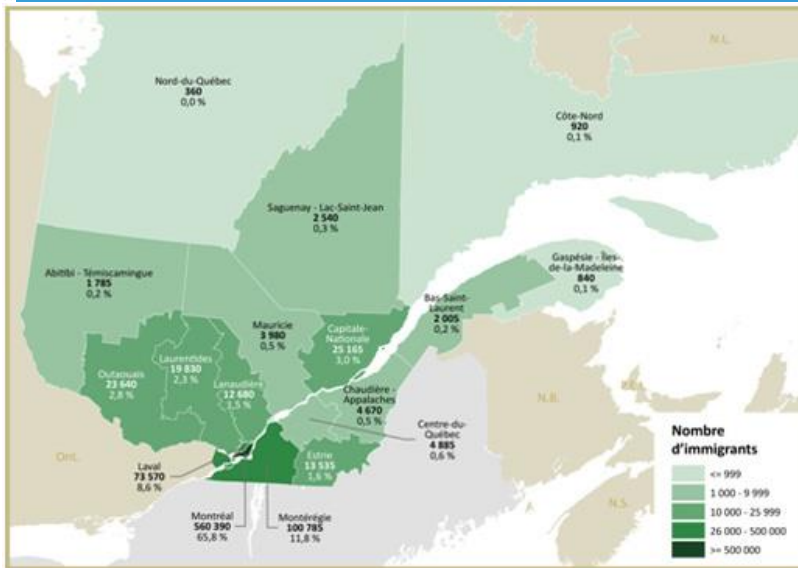 N.L.
Nord-du-Québec
360
0,0 %
Côte-Nord
920
0,1 %
Saguenay - Lac-Saint-Jean
2 540
0,3 %
Abitibi - Témiscamingue
1 785
0,2 %
Gaspésie - Îles-
de-la-Madeleine
840
0,1 %
Bas-Saint-
Laurent
2 005
0,2 %
Mauricie
3 980
0,5 %
Capitale-
Nationale
25 165
3,0 %
Outaouais
23 640
2,8 %
Laurentides
19 830
2,3 %
Lanaudière
12 680
1,5 %
Chaudière -
Appalaches
4 670
0,5 %
Centre-du-
Québec
4 885
0,6 %
Estrie
13 535
1,6 %
Laval
73 570
8,6 %
Montréal
560 390
65,8 %
Montérégie
100 785
11,8 %
Ont.
N.B.
N.S.
Nombre
d'immigrants
<= 999
1 000 - 9 999
10 000 - 25 999
26 000 - 500 000
>= 500 000